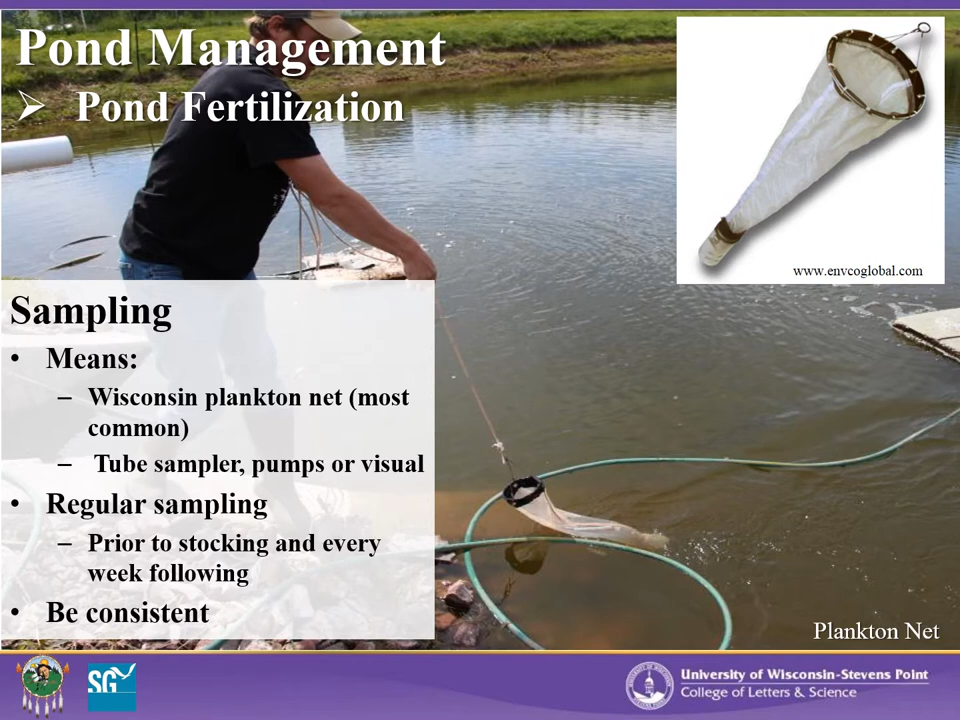 Pond Management
➢ Pond Fertilization
www.envcoglobal.com
Sampling
• Means:
– Wisconsin plankton net (most
common)
– Tube sampler, pumps or visual
• Regular sampling
– Prior to stocking and every
week following
• Be consistent
Plankton Net
SG
University of Wisconsin-Stevens Point
College of Letters & Science